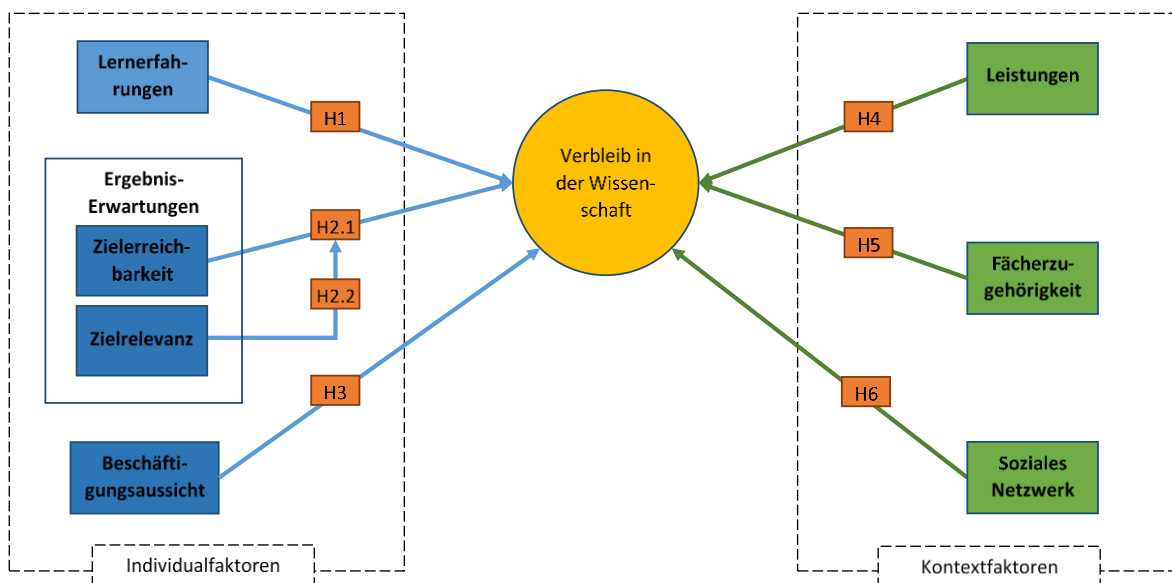 Lernerfah-
rungen
H1
Ergebnis-
Erwartungen
Zielerreich-
barkeit
H2.1
H2.2
Zielrelevanz
H3
Beschäfti-
gungsaussicht
Individualfaktoren
Verbleib in
der Wissen-
schaft
Leistungen
H4
H5
Fächerzu-
gehörigkeit
H6
Soziales
Netzwerk
Kontextfaktoren